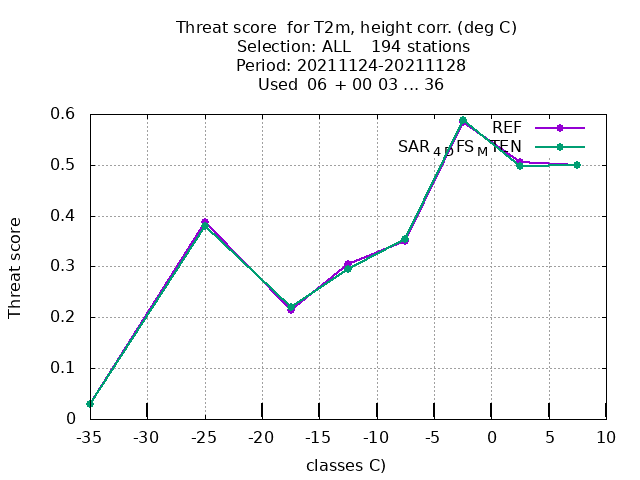 Threat score  for T2m, height corr. (deg C)
Selection: ALL    194 stations
Period: 20211124-20211128
Used  06 + 00 03 ... 36
REF
SAR4DFSMTEN
0.6
0.5
0.4
0.3
0.2
0.1
0
Threat score
-35 -30 -25 -20 -15 -10 -5 0 5 10
classes C)